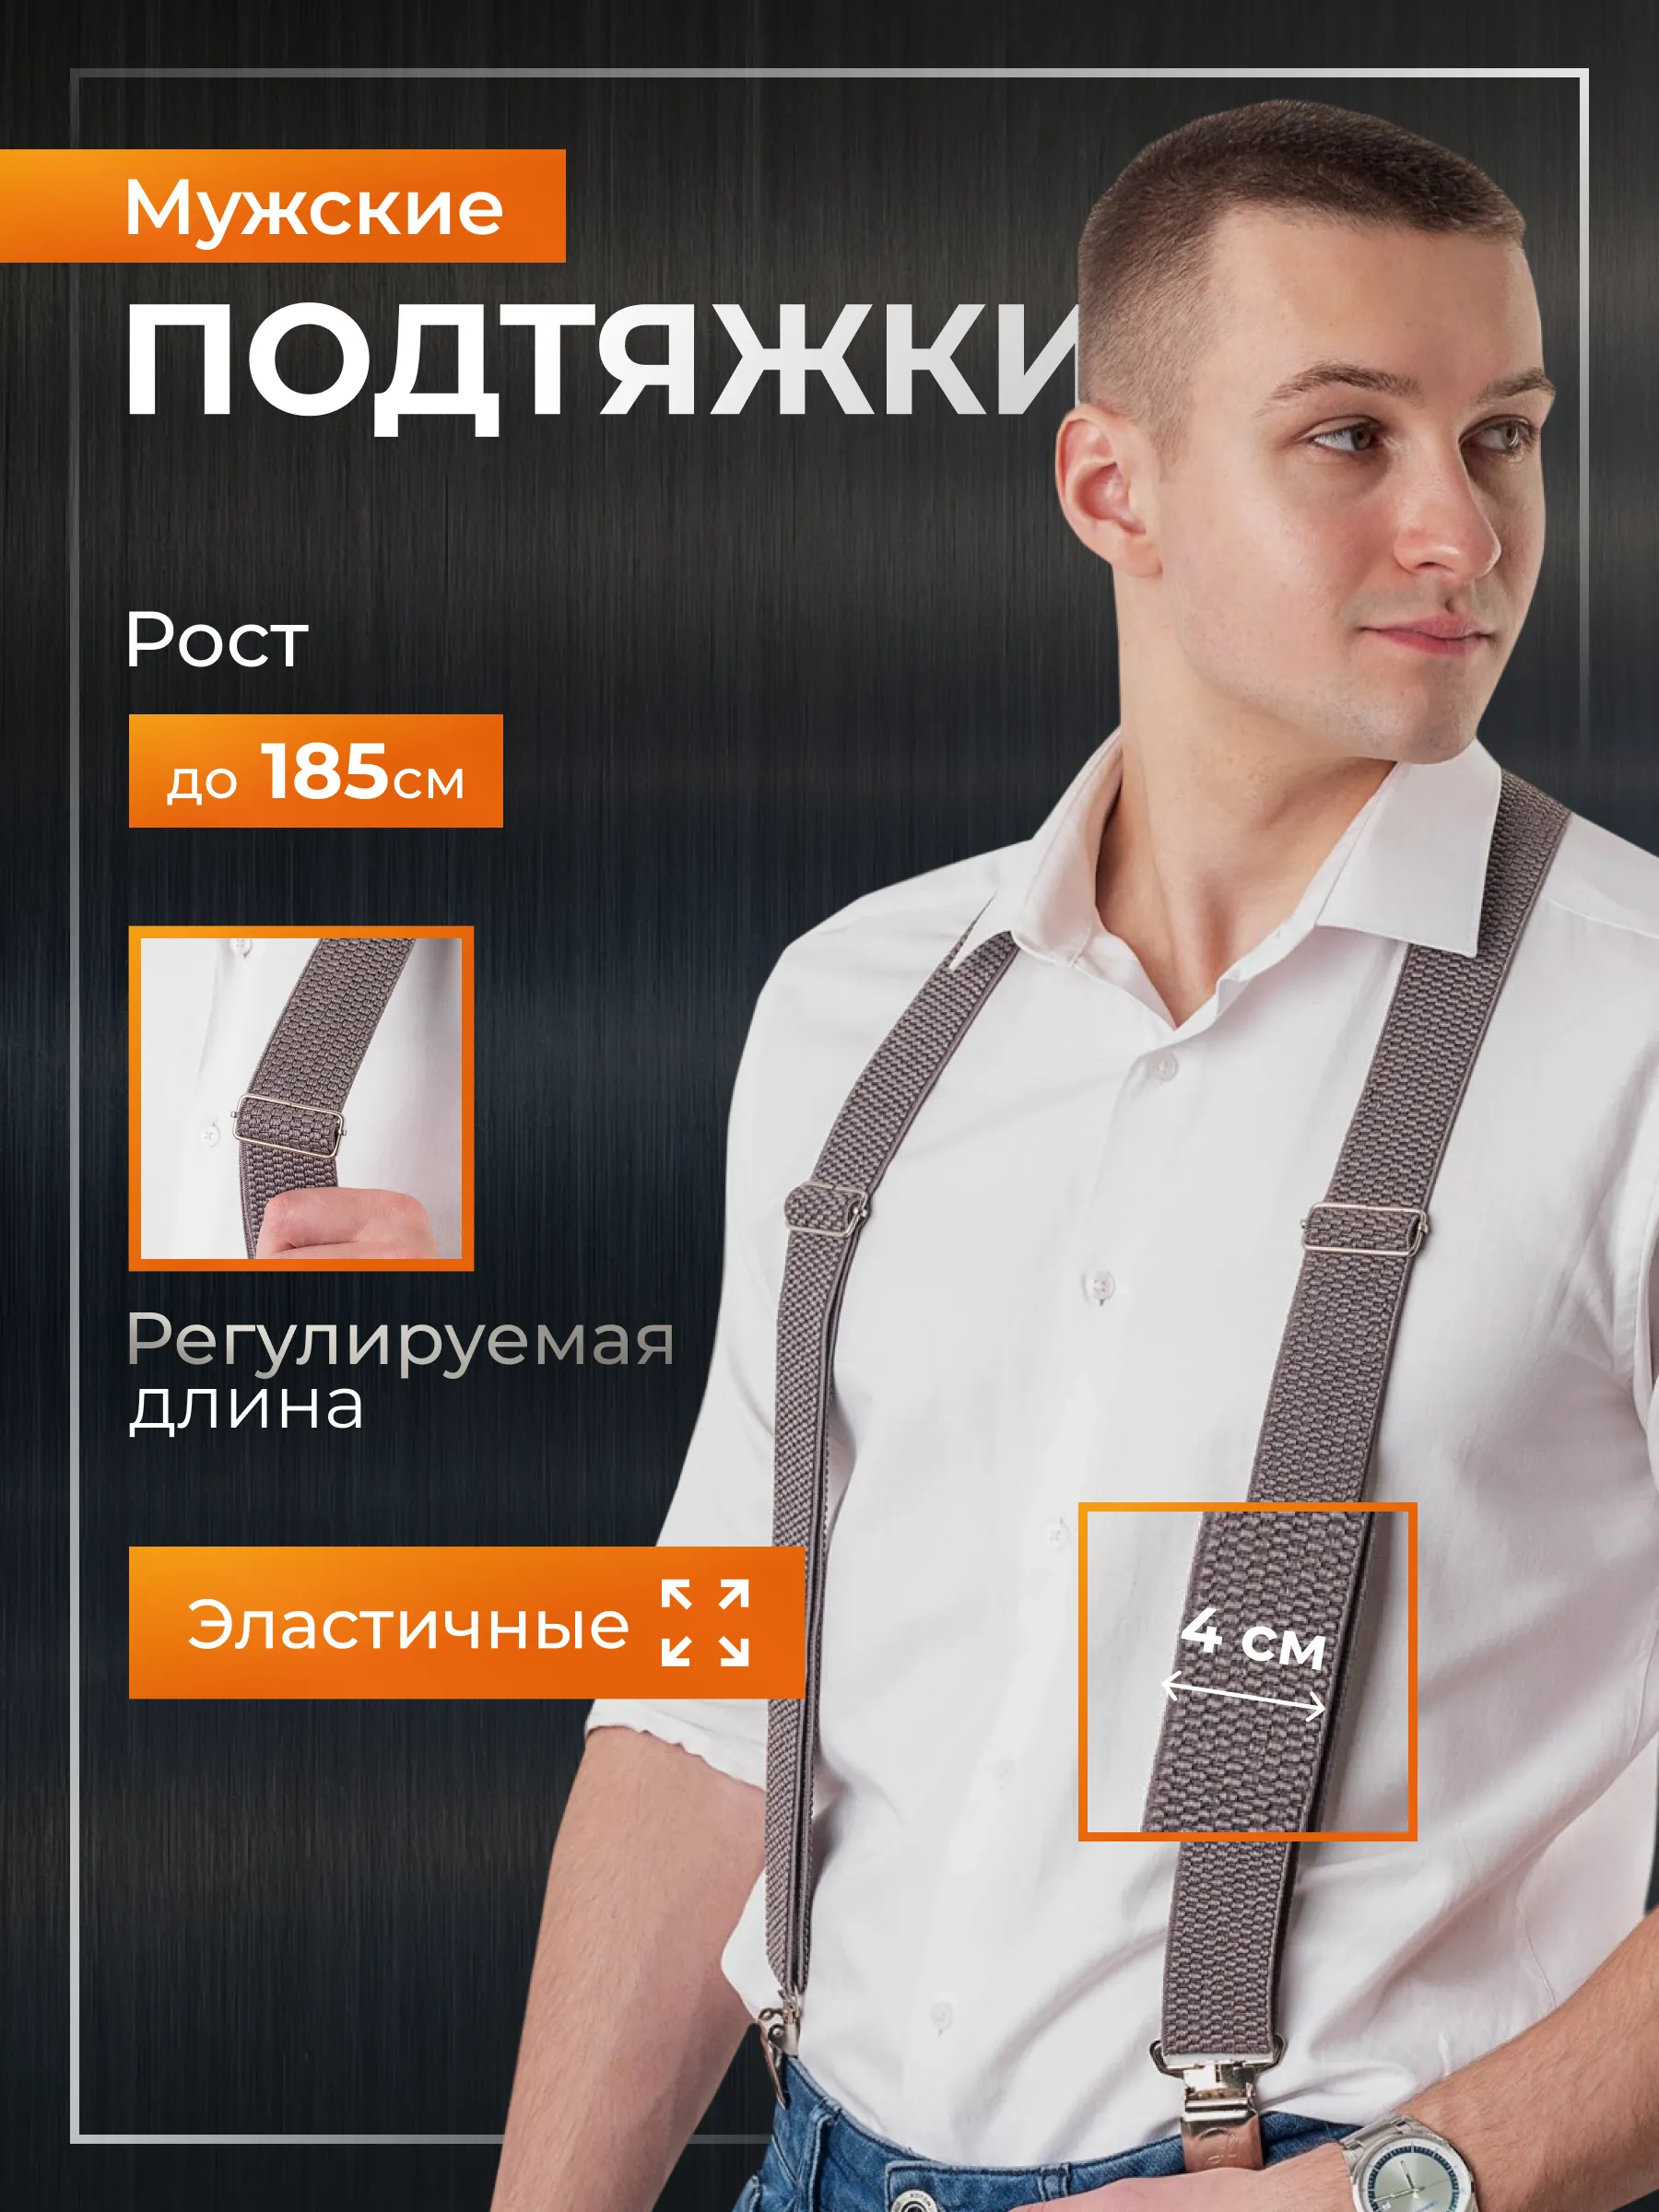 Мужские
ПОДТЯЖКИ
Рост
до 185см
Регулируемая
длина
Эластичные
4 см